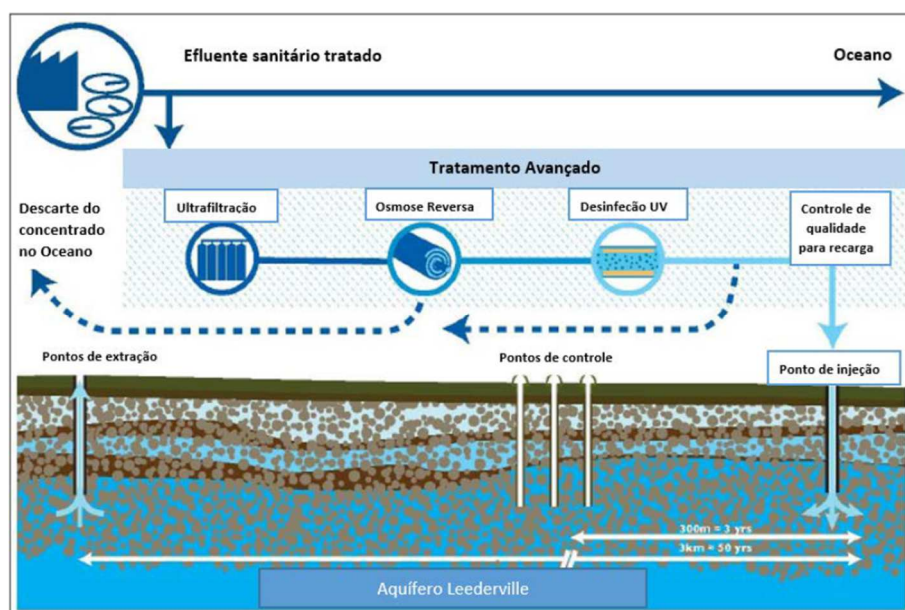 Efluente sanitário tratado
Oceano
Tratamento Avançado
Descarte do
concentrado
no Oceano
Ultrafiltração
Osmose Reversa
Desinfecão UV
Controle de
qualidade
para recarga
Pontos de extração
Pontos de controle
Ponto de injeção
300m = 3 yrs
3km = 50 yrs
Aquífero Leederville